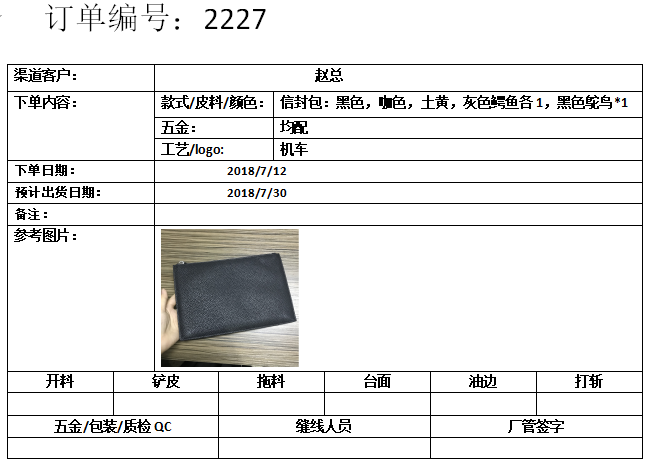 订单编号：2227
渠道客户： 赵总
下单内容： 款式/皮料/颜色： 信封包：黑色，咖色，土黄，灰色鳄鱼各1，黑色鸵鸟*1
五金： 均配
工艺/logo: 机车
下单日期： 2018/7/12
预计出货日期： 2018/7/30
备注：
参考图片：
开料 铲皮 拖料 台面 油边 打斩
五金/包装/质检QC 缝线人员 厂管签字